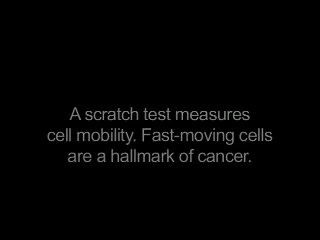 A scratch test measures
cell mobility. Fast-moving cells
are a hallmark of cancer.